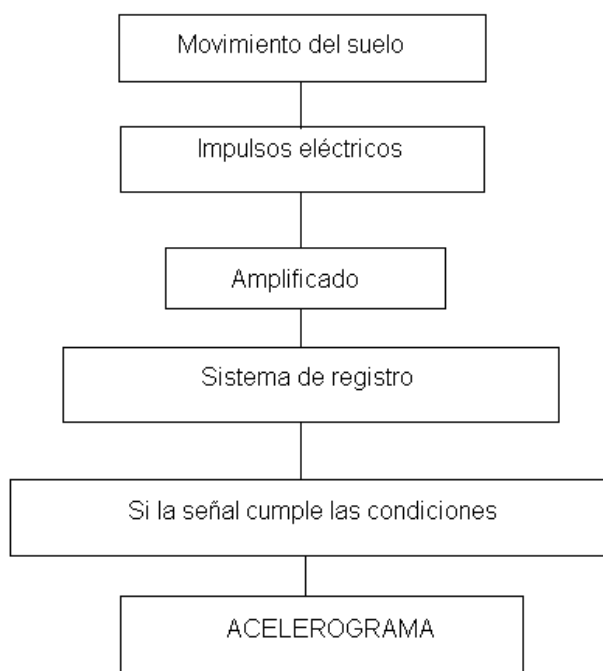 Movimiento del suelo
Impulsos eléctricos
Amplificado
Sistema de registro
Si la señal cumple las condiciones
ACELEROGRAMA